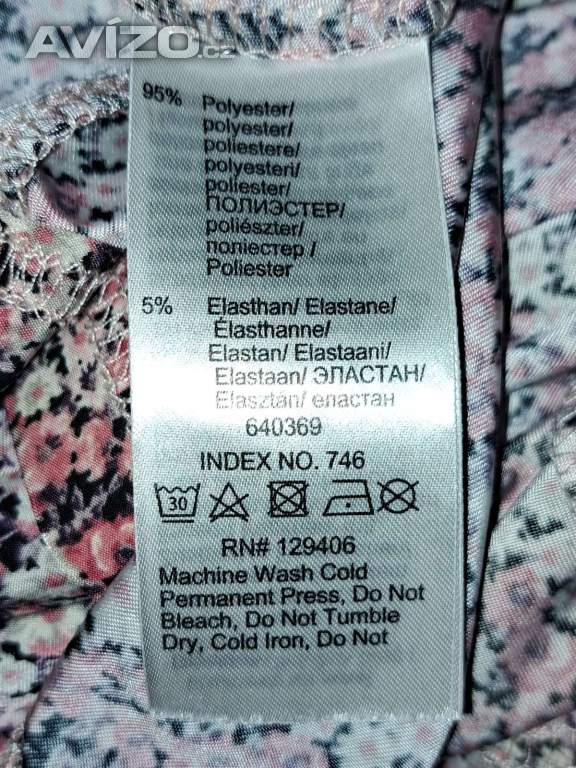 AVÍZO.cz
95% Polyester/
polyester/
poliestere/
polyesteri/
poliester/
ПОЛИЭСТЕР/
poliészter/
поліестер /
Poliester
5% Elasthan/ Elastane/
Élasthanne/
Elastan/ Elastaani/
Elastaan/ ЭЛАСТАН/
Elasztán/ еластан
640369
INDEX NO. 746
30
RN# 129406
Machine Wash Cold
Permanent Press, Do Not
Bleach, Do Not Tumble
Dry, Cold Iron, Do Not